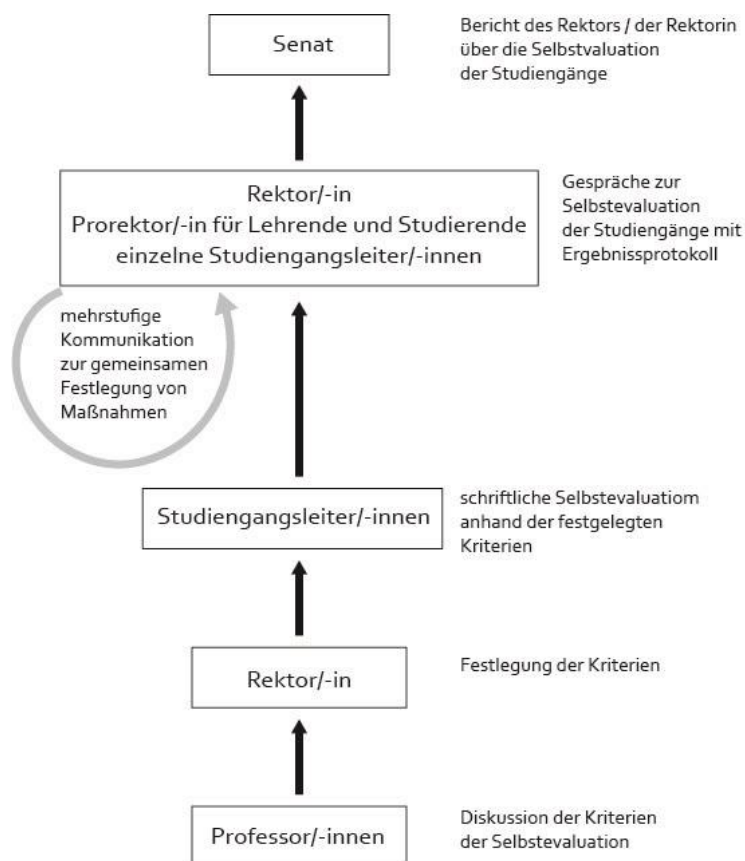 Senat
Bericht des Rektors / der Rektorin
über die Selbstvaluation
der Studiengänge
Rektor/-in
Prorektor/-in für Lehrende und Studierende
einzelne Studiengangsleiter/-innen
Gespräche zur
Selbstevaluation
der Studiengänge mit
Ergebnissprotokoll
mehrstufige
Kommunikation
zur gemeinsamen
Festlegung von
Maßnahmen
Studiengangsleiter/-innen
schriftliche Selbstevaluatiom
anhand der festgelegten
Kriterien
Rektor/-in
Festlegung der Kriterien
Professor/-innen
Diskussion der Kriterien
der Selbstevaluation